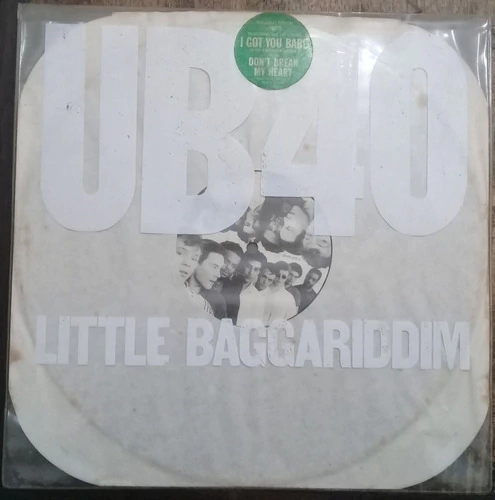 I GOT YOU BABE
DON'T BREAK
MY HEART
UB40
LITTLE BAGGARIDDIM